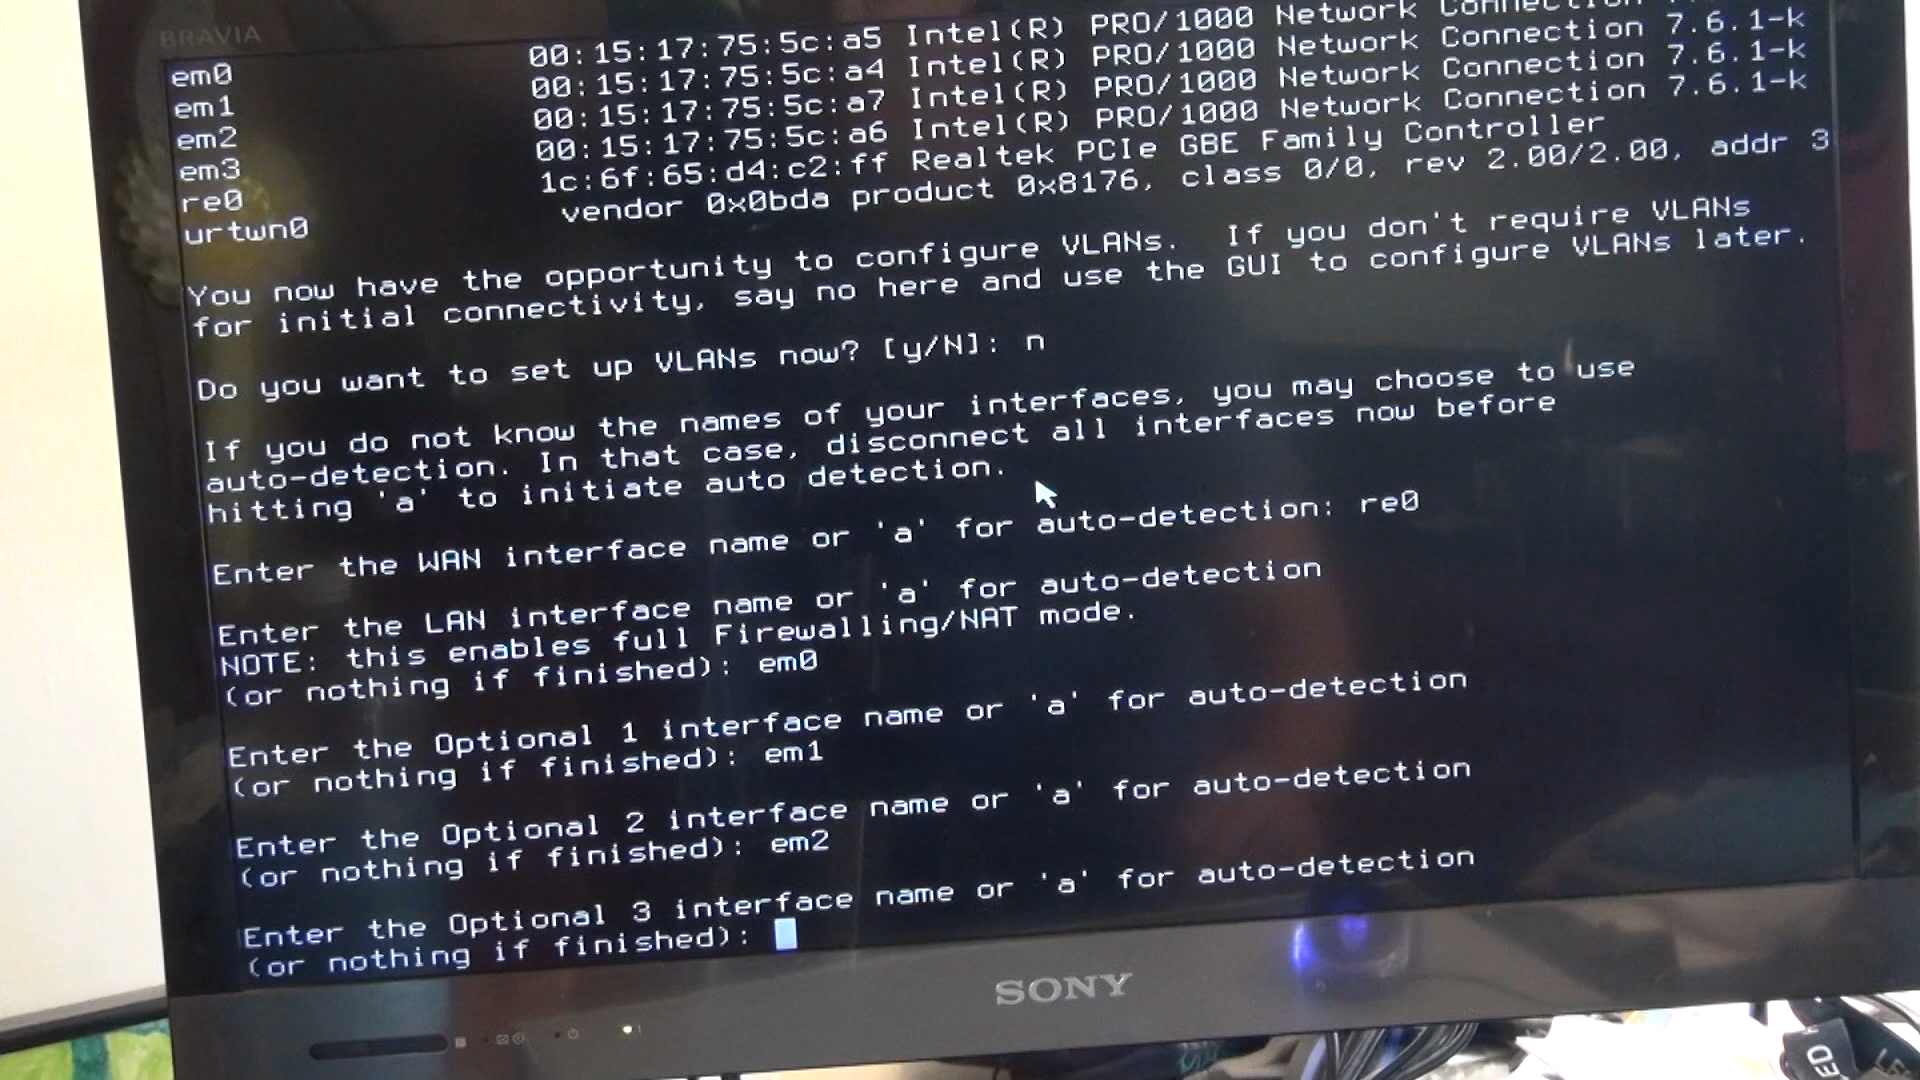 BRAVIA
em0 00:15:17:75:5c:a5 Intel(R) PRO/1000 Network Connection
em1 00:15:17:75:5c:a4 Intel(R) PRO/1000 Network Connection 7.6.1-k
em2 00:15:17:75:5c:a7 Intel(R) PRO/1000 Network Connection 7.6.1-k
em3 00:15:17:75:5c:a6 Intel(R) PRO/1000 Network Connection 7.6.1-k
re0 1c:6f:65:d4:c2:ff Realtek PCIe GBE Family Controller
urtwn0 vendor 0x0bda product 0x8176, class 0/0, rev 2.00/2.00, addr 3
You now have the opportunity to configure VLANs. If you don't require VLANs
for initial connectivity, say no here and use the GUI to configure VLANs later.
Do you want to set up VLANs now? [y/N]: n
If you do not know the names of your interfaces, you may choose to use
auto-detection. In that case, disconnect all interfaces now before
hitting 'a' to initiate auto detection.
Enter the WAN interface name or 'a' for auto-detection: re0
Enter the LAN interface name or 'a' for auto-detection
NOTE: this enables full Firewalling/NAT mode.
(or nothing if finished): em0
Enter the Optional 1 interface name or 'a' for auto-detection
(or nothing if finished): em1
Enter the Optional 2 interface name or 'a' for auto-detection
(or nothing if finished): em2
Enter the Optional 3 interface name or 'a' for auto-detection
(or nothing if finished):
SONY